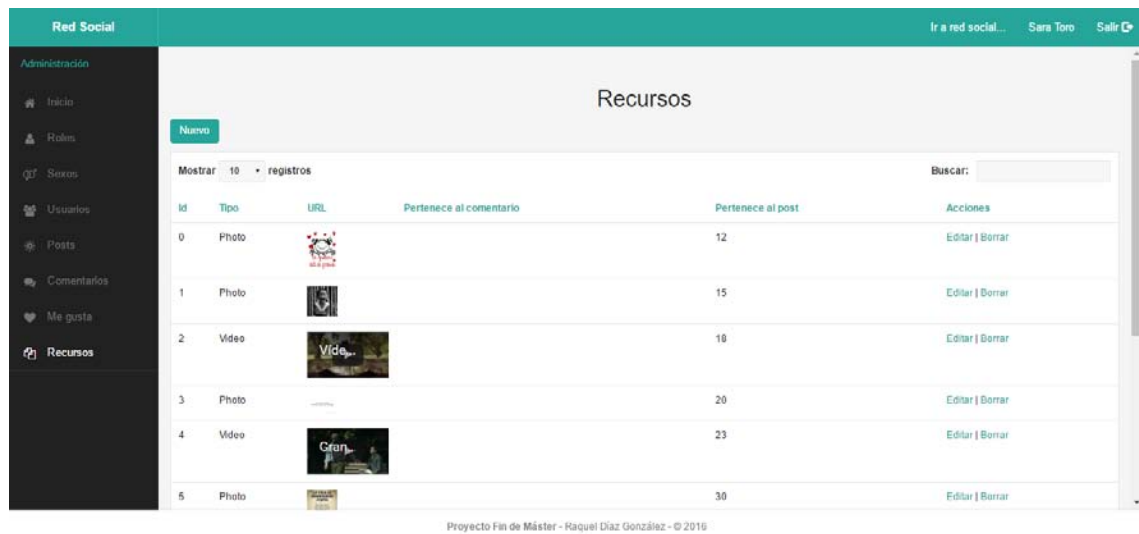 Red Social Ir a red social... Sara Toro Salir
Administración
Inicio
Roles
Sexos
Usuarios
Posts
Comentarios
Me gusta
Recursos
Recursos
Nuevo
Mostrar 10 registros Buscar:
Id Tipo URL Pertenece al comentario Pertenece al post Acciones
0 Photo 12 Editar | Borrar
1 Photo 15 Editar | Borrar
2 Video Víde... 18 Editar | Borrar
3 Photo 20 Editar | Borrar
4 Video Gran... 23 Editar | Borrar
5 Photo 30 Editar | Borrar
Proyecto Fin de Máster - Raquel Díaz González - © 2016